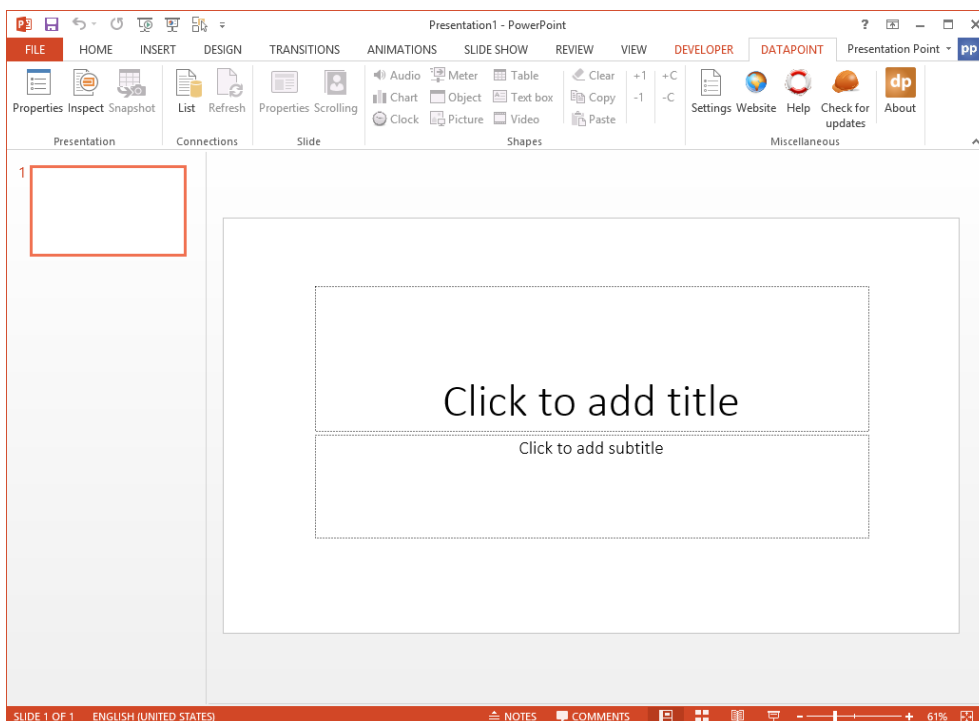 Presentation1 - PowerPoint ?
FILE HOME INSERT DESIGN TRANSITIONS ANIMATIONS SLIDE SHOW REVIEW VIEW DEVELOPER DATAPOINT Presentation Point pp
Audio Meter Table Clear +1 +C
Chart Object Text box Copy -1 -C
Clock Picture Video Paste
Properties Inspect Snapshot List Refresh Properties Scrolling Settings Website Help Check for updates dp About
Presentation Connections Slide Shapes Miscellaneous
1
Click to add title
Click to add subtitle
SLIDE 1 OF 1 ENGLISH (UNITED STATES) NOTES COMMENTS - + 61%